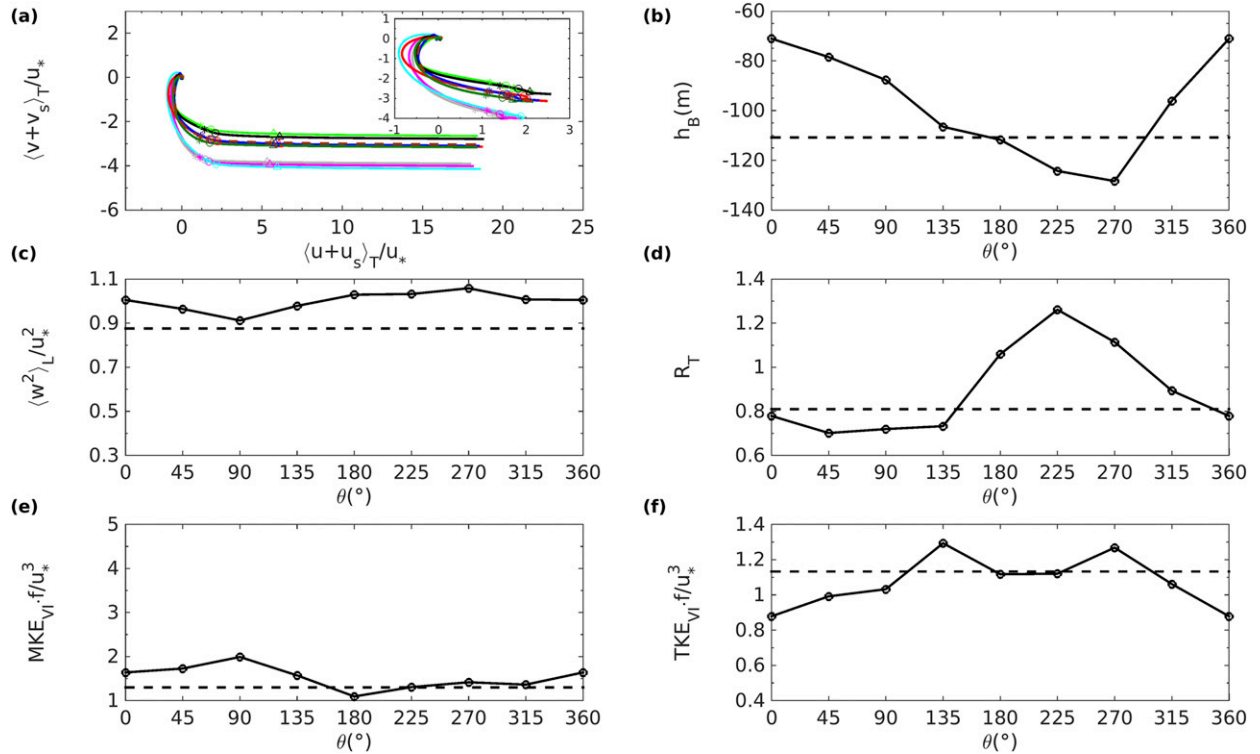 (a)
3
2
0
-2
-4
-6
⟨v+v_s⟩_T/u_*
0 5 10 15 20 25
⟨u+u_s⟩_T/u_*
1
0
-1
-2
-3
-4
-1 0 1 2 3
(b)
-60
-80
-100
-120
-140
h_B(m)
0 45 90 135 180 225 270 315 360
θ(°)
(c)
1.1
0.9
0.7
0.5
0.3
⟨w²⟩_L/u_*²
0 45 90 135 180 225 270 315 360
θ(°)
(d)
1.4
1.2
1
0.8
0.6
R_T
0 45 90 135 180 225 270 315 360
θ(°)
(e)
5
4
3
2
1
MKE_VI·f/u_*³
0 45 90 135 180 225 270 315 360
θ(°)
(f)
1.4
1.2
1
0.8
0.6
0.4
TKE_VI·f/u_*³
0 45 90 135 180 225 270 315 360
θ(°)